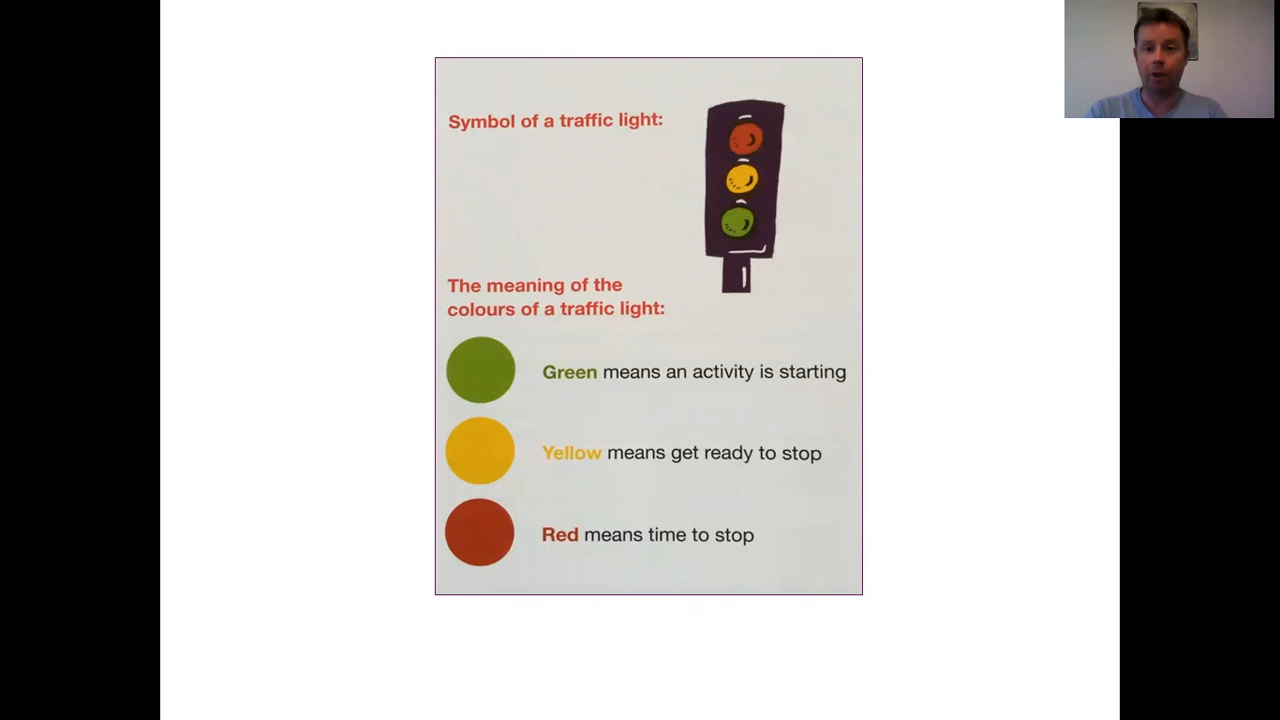 Symbol of a traffic light:
The meaning of the
colours of a traffic light:
Green means an activity is starting
Yellow means get ready to stop
Red means time to stop